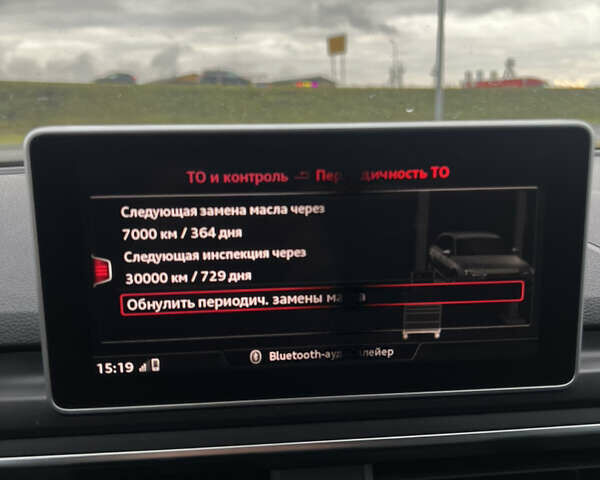 ТО и контроль Периодичность ТО
Следующая замена масла через
7000 км / 364 дня
Следующая инспекция через
30000 км / 729 дня
Обнулить периодич. замены масла
15:19 Bluetooth-аудиоплейер